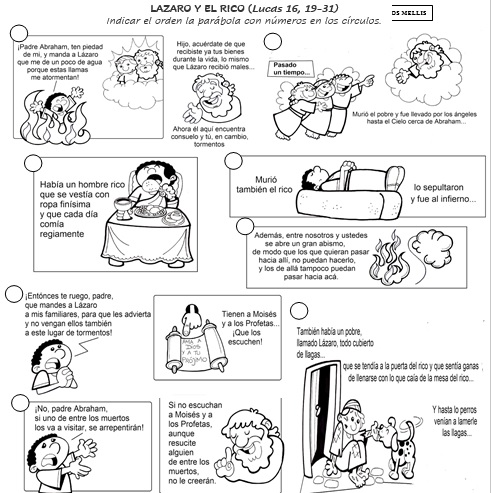 LAZARO Y EL RICO (Lucas 16, 19-31)
OS MELLIS
Indicar el orden la parábola con números en los círculos.
¡Padre Abraham, ten piedad
de mi, y manda a Lázaro
que me de un poco de agua
porque estas llamas
me atormentan!
Hijo, acuérdate de que
recibiste ya tus bienes
durante la vida, lo mismo
que Lázaro recibió males...
Ahora él aquí encuentra
consuelo y tú, en cambio,
tormentos
Pasado
un tiempo...
Murió el pobre y fue llevado por los ángeles
hasta el Cielo cerca de Abraham...
Había un hombre rico
que se vestía con
ropa finísima
y que cada día
comía
regiamente
Murió
también el rico
lo sepultaron
y fue al infierno...
Además, entre nosotros y ustedes
se abre un gran abismo,
de modo que los que quieran pasar
hacia allí, no puedan hacerlo,
y los de allá tampoco puedan
pasar hacia acá.
¡Entónces te ruego, padre,
que mandes a Lázaro
a mis familiares, para que les advierta
y no vengan ellos también
a este lugar de tormentos!
AMA A
DIOS
Y A TU
PRÓJIMO
Tienen a Moisés
y a los Profetas...
¡Que los
escuchen!
También había un pobre,
llamado Lázaro, todo cubierto
de llagas...
que se tendía a la puerta del rico y que sentía ganas
de llenarse con lo que caía de la mesa del rico...
Y hasta lo perros
venían a lamerle
las llagas...
¡No, padre Abraham,
si uno de entre los muertos
los va a visitar, se arrepentirán!
Si no escuchan
a Moisés y a
los Profetas,
aunque
resucite
alguien
de entre los
muertos,
no le creerán.